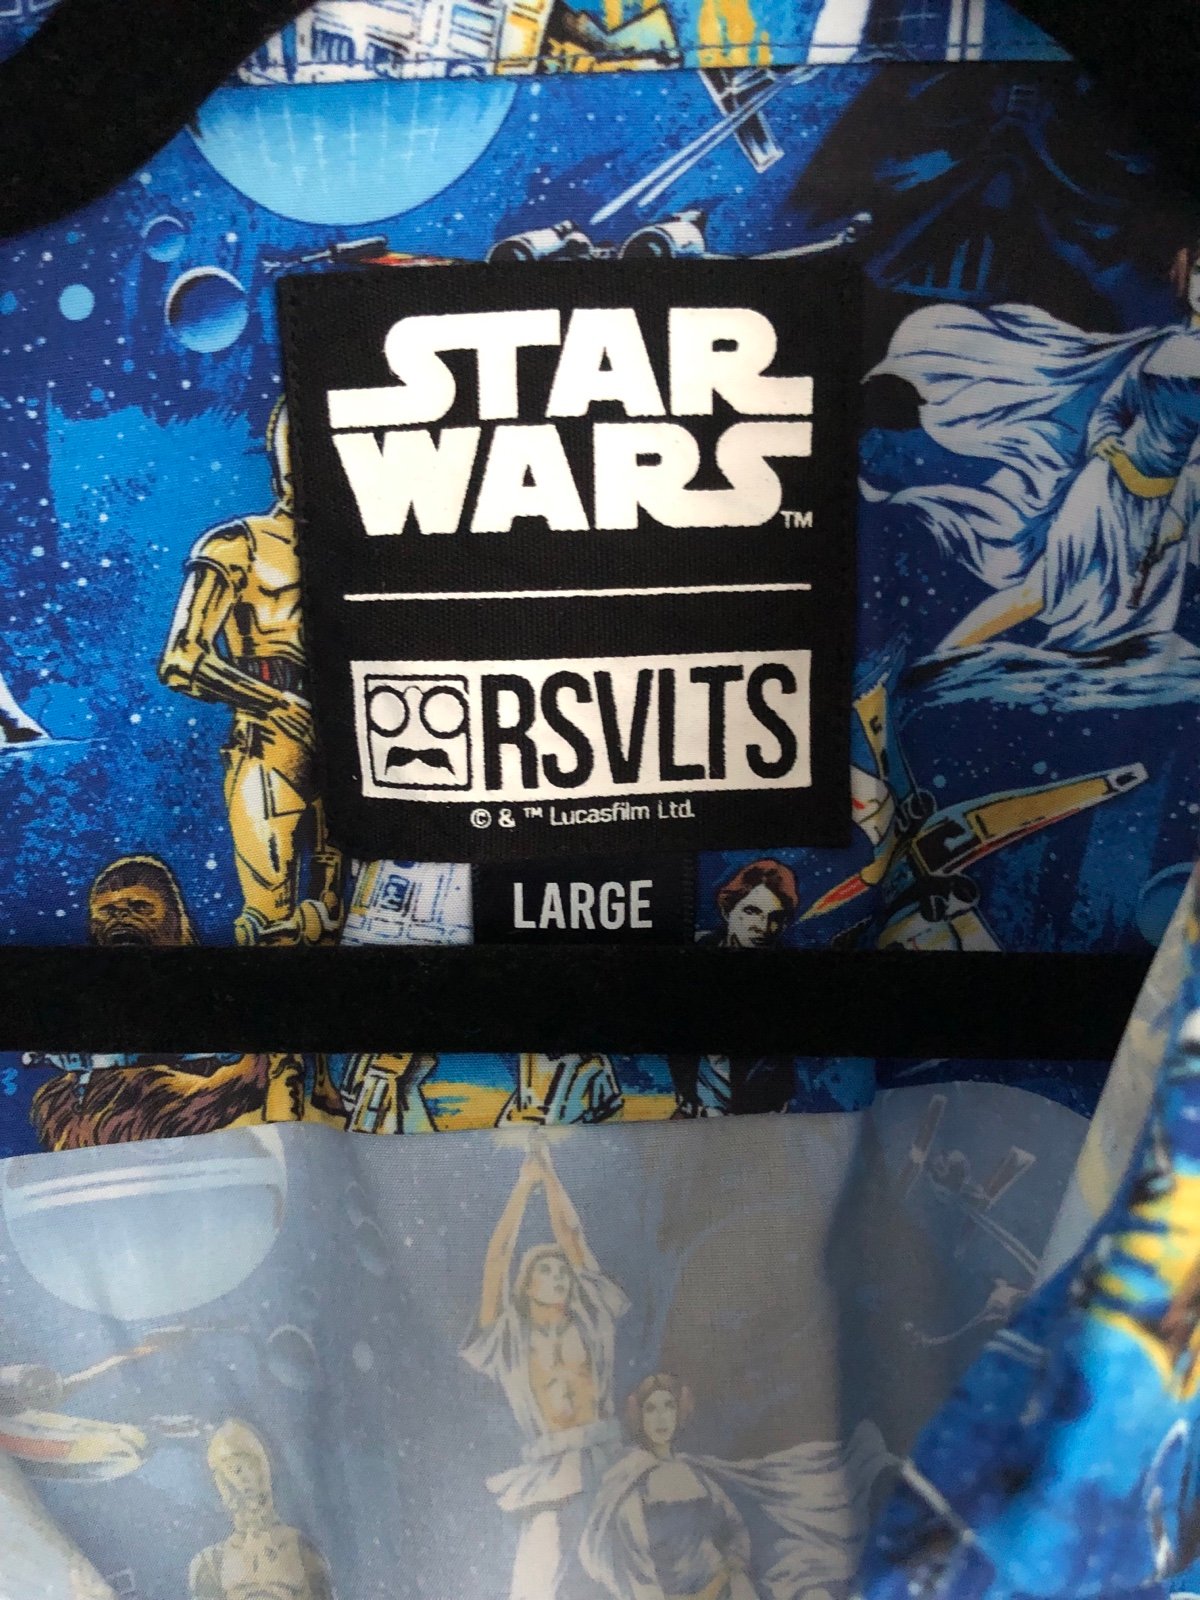 STAR
WARS™
RSVLTS
© & ™ Lucasfilm Ltd.
LARGE